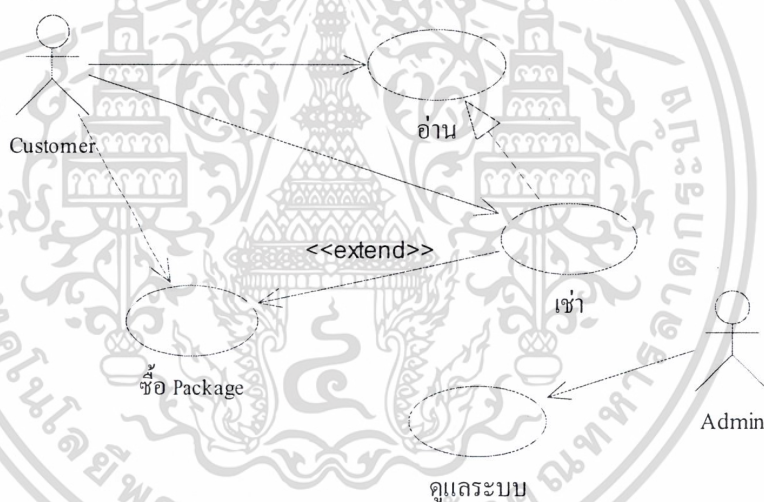 อ่าน
Customer
<<extend>>
เช่า
ซื้อ Package
Admin
ดูแลระบบ